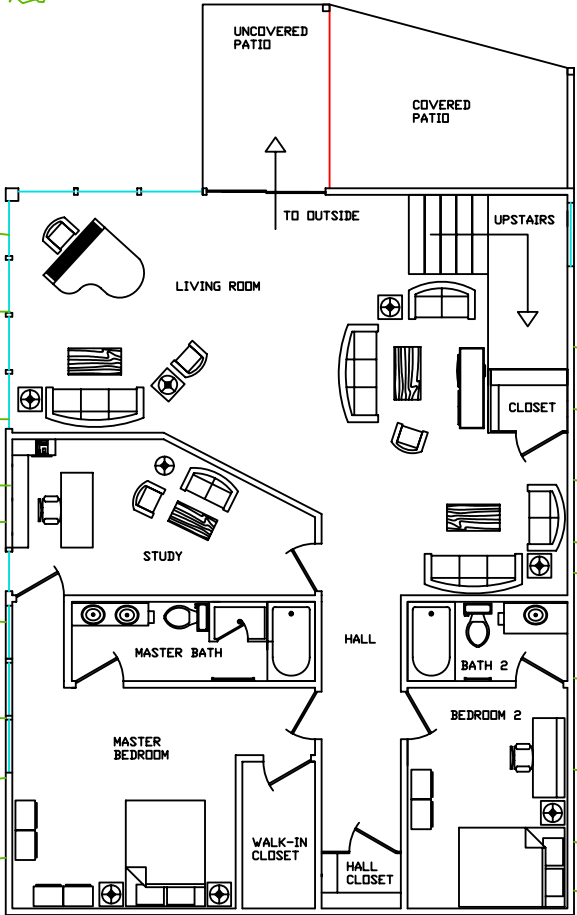 UNCOVERED
PATIO
COVERED
PATIO
TO OUTSIDE
UPSTAIRS
LIVING ROOM
CLOSET
STUDY
HALL
MASTER BATH
BATH 2
BEDROOM 2
MASTER
BEDROOM
WALK-IN
CLOSET
HALL
CLOSET